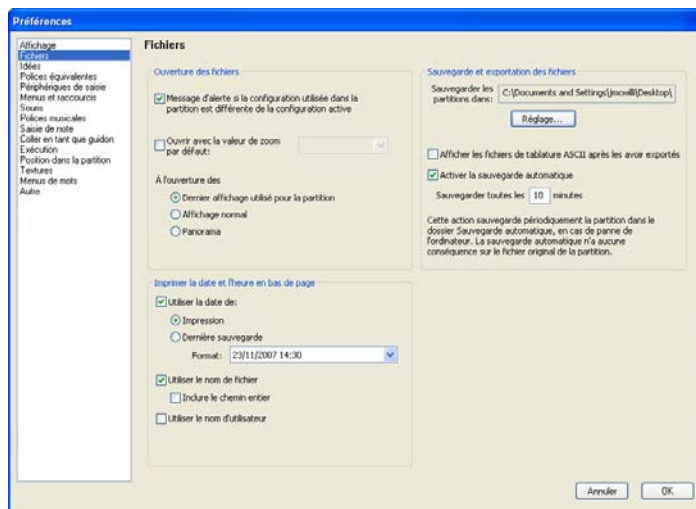 Préférences
Affichage
Fichiers
Idées
Polices équivalentes
Périphériques de saisie
Menus et raccourcis
Souris
Polices musicales
Saisie de note
Coller en tant que guidon
Exécution
Position dans la partition
Textures
Menus de mots
Autre
Fichiers
Ouverture des fichiers
Message d'alerte si la configuration utilisée dans la
partition est différente de la configuration active
Ouvrir avec la valeur de zoom
par défaut:
À l'ouverture des
Dernier affichage utilisé pour la partition
Affichage normal
Panorama
Imprimer la date et l'heure en bas de page
Utiliser la date de:
Impression
Dernière sauvegarde
Format: 23/11/2007 14:30
Utiliser le nom de fichier
Inclure le chemin entier
Utiliser le nom d'utilisateur
Sauvegarde et exportation des fichiers
Sauvegarder les
partitions dans: C:\Documents and Settings\jmcwilli\Desktop\
Réglage...
Afficher les fichiers de tablature ASCII après les avoir exportés
Activer la sauvegarde automatique
Sauvegarder toutes les 10 minutes
Cette action sauvegarde périodiquement la partition dans le
dossier Sauvegarde automatique, en cas de panne de
l'ordinateur. La sauvegarde automatique n'a aucune
conséquence sur le fichier original de la partition.
Annuler
OK